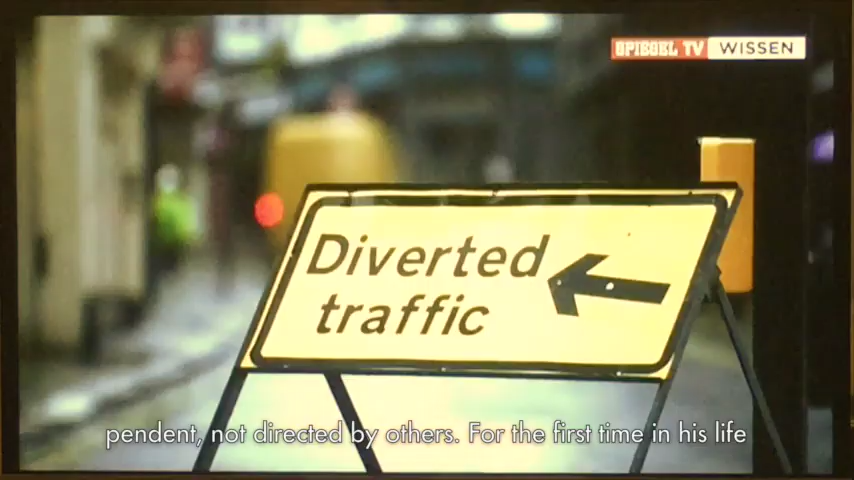 SPIEGEL TV WISSEN
Diverted
traffic
pendent, not directed by others. For the first time in his life